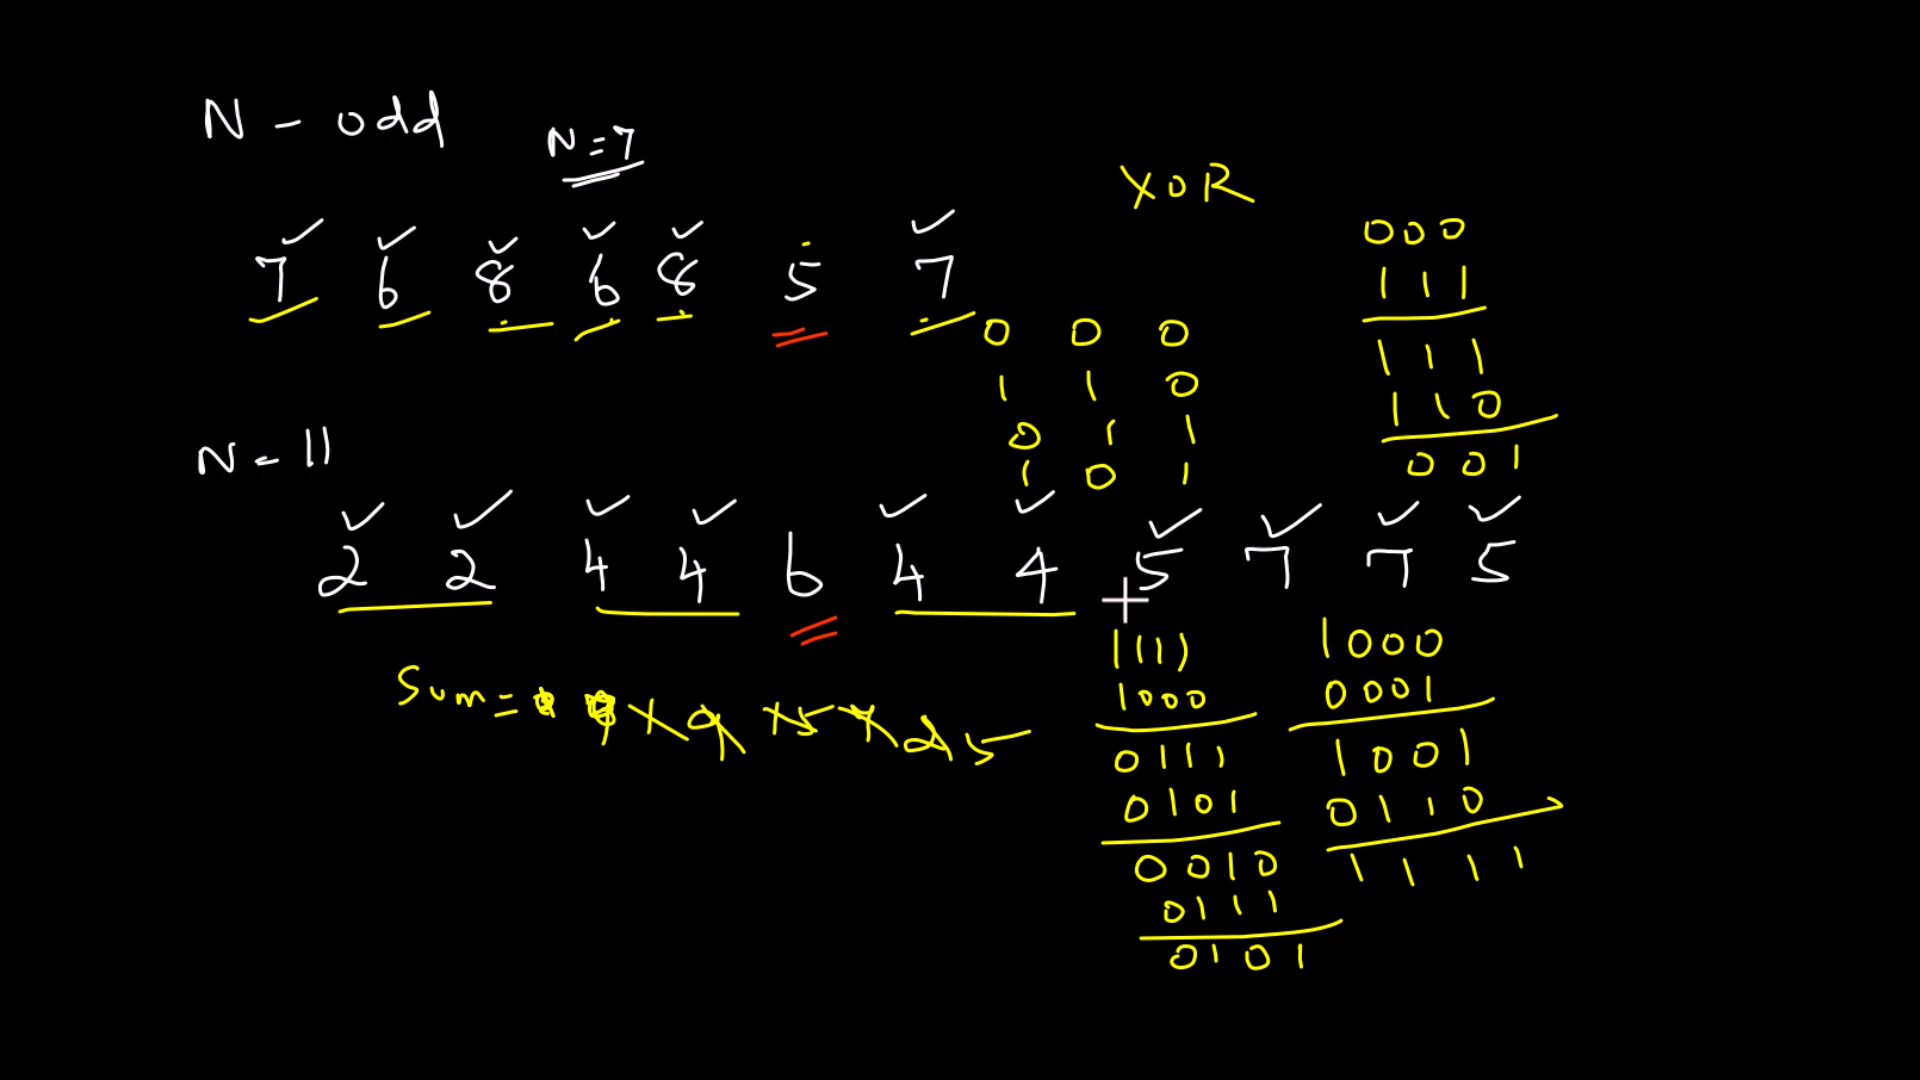 N - odd
N = 7
XOR
7 6 8 6 8 5 7
0 0 0
1 1 0
0 1 1
1 0 1
000
111
111
110
001
N = 11
2 2 4 4 6 4 4 5 7 7 5
Sum =
1111
1000
0111
0101
0010
0111
0101
1000
0001
1001
0110
1111